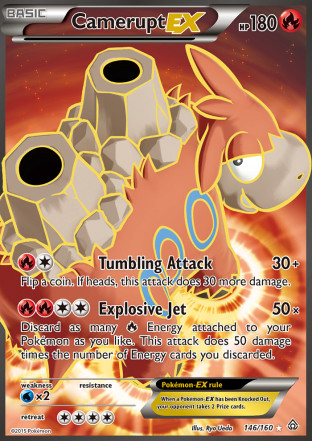 BASIC Camerupt EX HP180
Tumbling Attack 30+
Flip a coin. If heads, this attack does 30 more damage.
Explosive Jet 50×
Discard as many Energy attached to your
Pokémon as you like. This attack does 50 damage
times the number of Energy cards you discarded.
weakness resistance
×2
Pokémon-EX rule
When a Pokémon-EX has been Knocked Out,
your opponent takes 2 Prize cards.
retreat
©2015 Pokémon Illus. Ryo Ueda 146/160